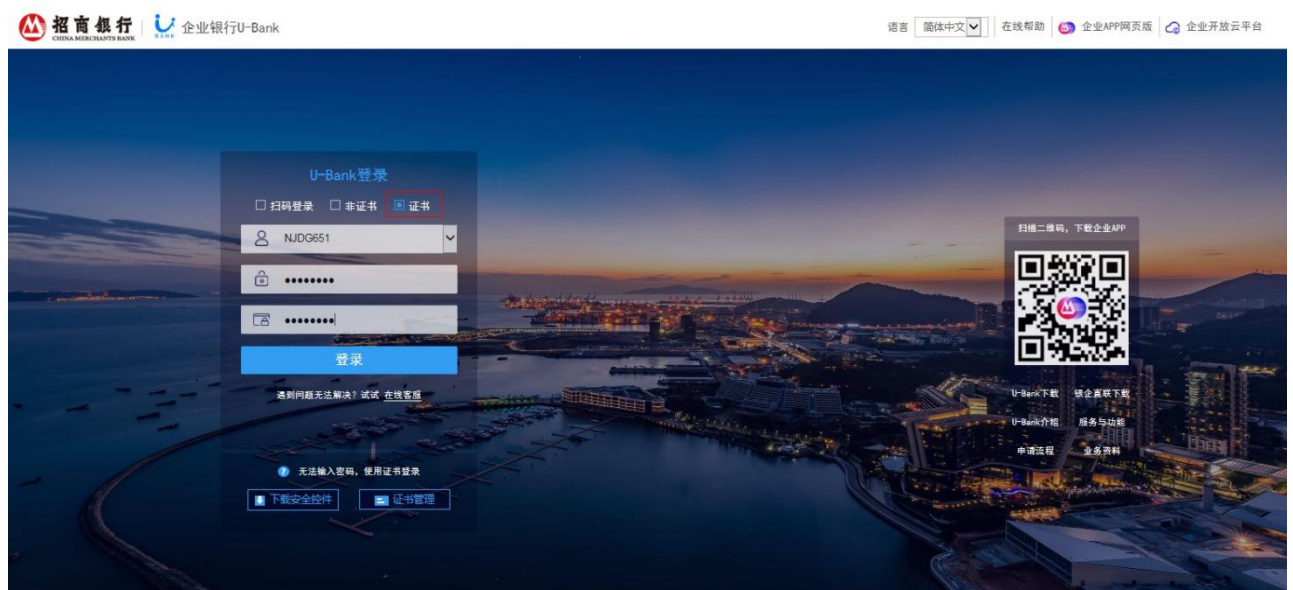 招商银行 企业银行U-Bank 语言 简体中文 在线帮助 企业APP网页版 企业开放云平台
CHINA MERCHANTS BANK BANK
U-Bank登录
扫码登录 非证书 证书
NJDG651
••••••••
••••••••
登录
遇到问题无法解决？试试 在线客服
? 无法输入密码，使用证书登录
下载安全控件 证书管理
扫描二维码，下载企业APP
U-Bank下载 银企直联下载
U-Bank介绍 服务与功能
申请流程 业务资料